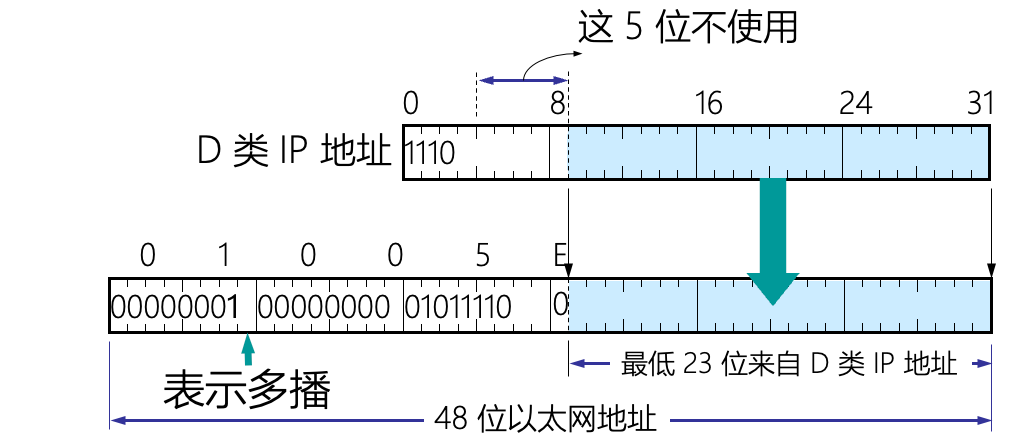 这 5 位不使用
0 8 16 24 31
D 类 IP 地址
1110
0 1 0 0 5 E
00000001 00000000 01011110 0
最低 23 位来自 D 类 IP 地址
表示多播
48 位以太网地址